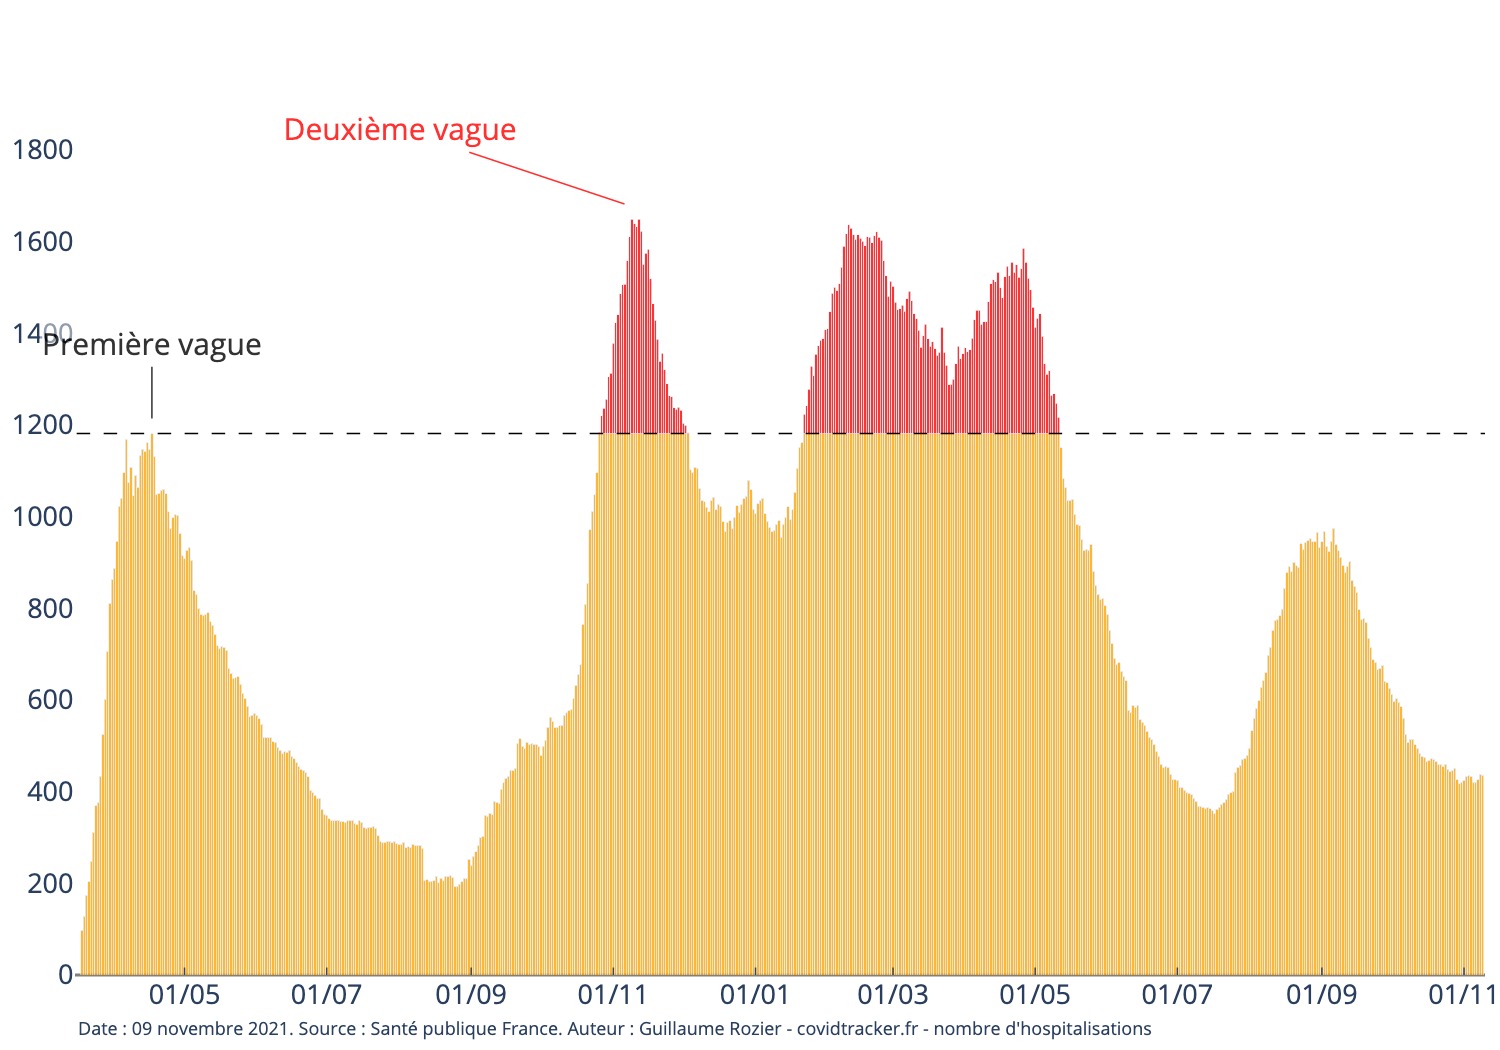 Deuxième vague
1800
1600
1400
Première vague
1200
1000
800
600
400
200
0
01/05 01/07 01/09 01/11 01/01 01/03 01/05 01/07 01/09 01/11
Date : 09 novembre 2021. Source : Santé publique France. Auteur : Guillaume Rozier - covidtracker.fr - nombre d'hospitalisations